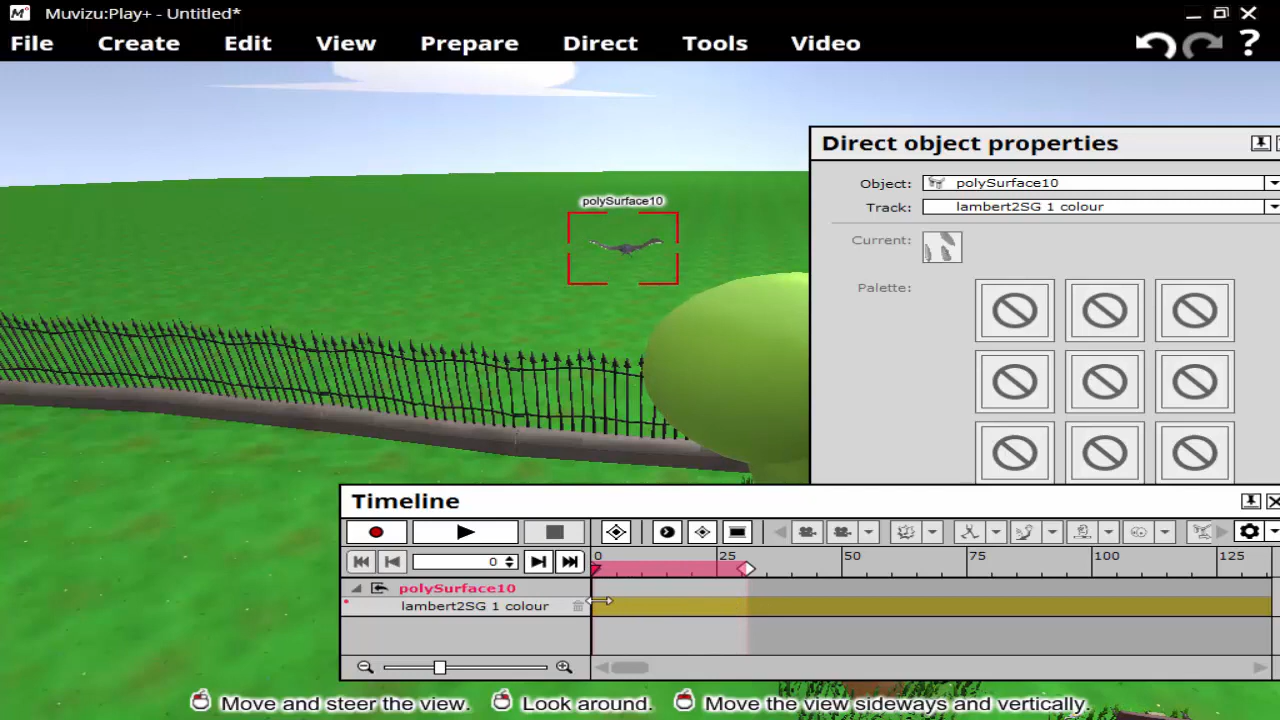 Muvizu:Play+ - Untitled*
File Create Edit View Prepare Direct Tools Video ?
polySurface10
Direct object properties
Object: polySurface10
Track: lambert2SG 1 colour
Current:
Palette:
Timeline
0
0 25 50 75 100 125
polySurface10
lambert2SG 1 colour
Move and steer the view. Look around. Move the view sideways and vertically.